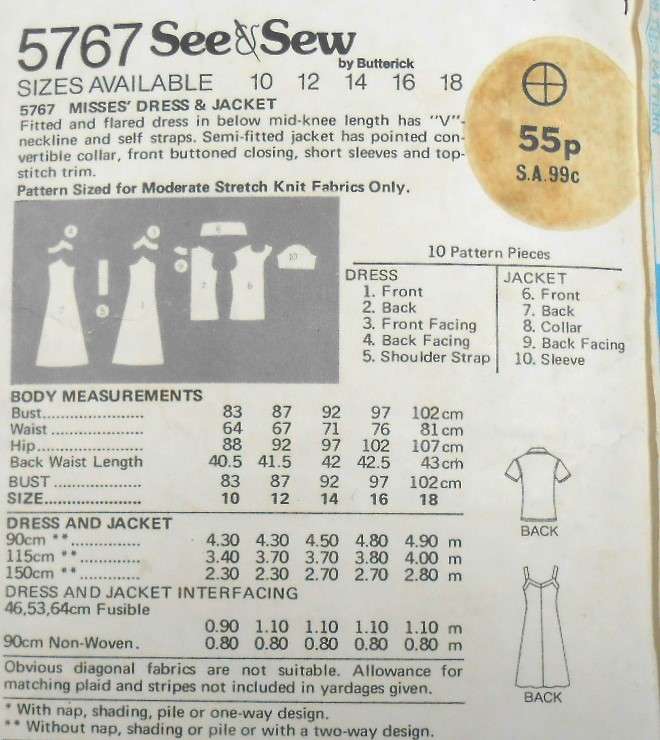 5767 See & Sew
by Butterick
SIZES AVAILABLE 10 12 14 16 18
5767 MISSES' DRESS & JACKET
Fitted and flared dress in below mid-knee length has "V"-
neckline and self straps. Semi-fitted jacket has pointed con-
vertible collar, front buttoned closing, short sleeves and top-
stitch trim.
Pattern Sized for Moderate Stretch Knit Fabrics Only.
55p
S.A. 99c
10 Pattern Pieces
DRESS
1. Front
2. Back
3. Front Facing
4. Back Facing
5. Shoulder Strap
JACKET
6. Front
7. Back
8. Collar
9. Back Facing
10. Sleeve
BODY MEASUREMENTS
Bust........................ 83 87 92 97 102 cm
Waist ...................... 64 67 71 76 81 cm
Hip......................... 88 92 97 102 107 cm
Back Waist Length 40.5 41.5 42 42.5 43 cm
BUST ...................... 83 87 92 97 102 cm
SIZE....................... 10 12 14 16 18
DRESS AND JACKET
90cm **................ 4.30 4.30 4.50 4.80 4.90 m
115cm ** .............. 3.40 3.70 3.70 3.80 4.00 m
150cm ** .............. 2.30 2.30 2.70 2.70 2.80 m
DRESS AND JACKET INTERFACING
46,53,64cm Fusible
0.90 1.10 1.10 1.10 1.10 m
90cm Non-Woven . 0.80 0.80 0.80 0.80 0.80 m
Obvious diagonal fabrics are not suitable. Allowance for
matching plaid and stripes not included in yardages given.
* With nap, shading, pile or one-way design.
** Without nap, shading or pile or with a two-way design.
BACK
BACK